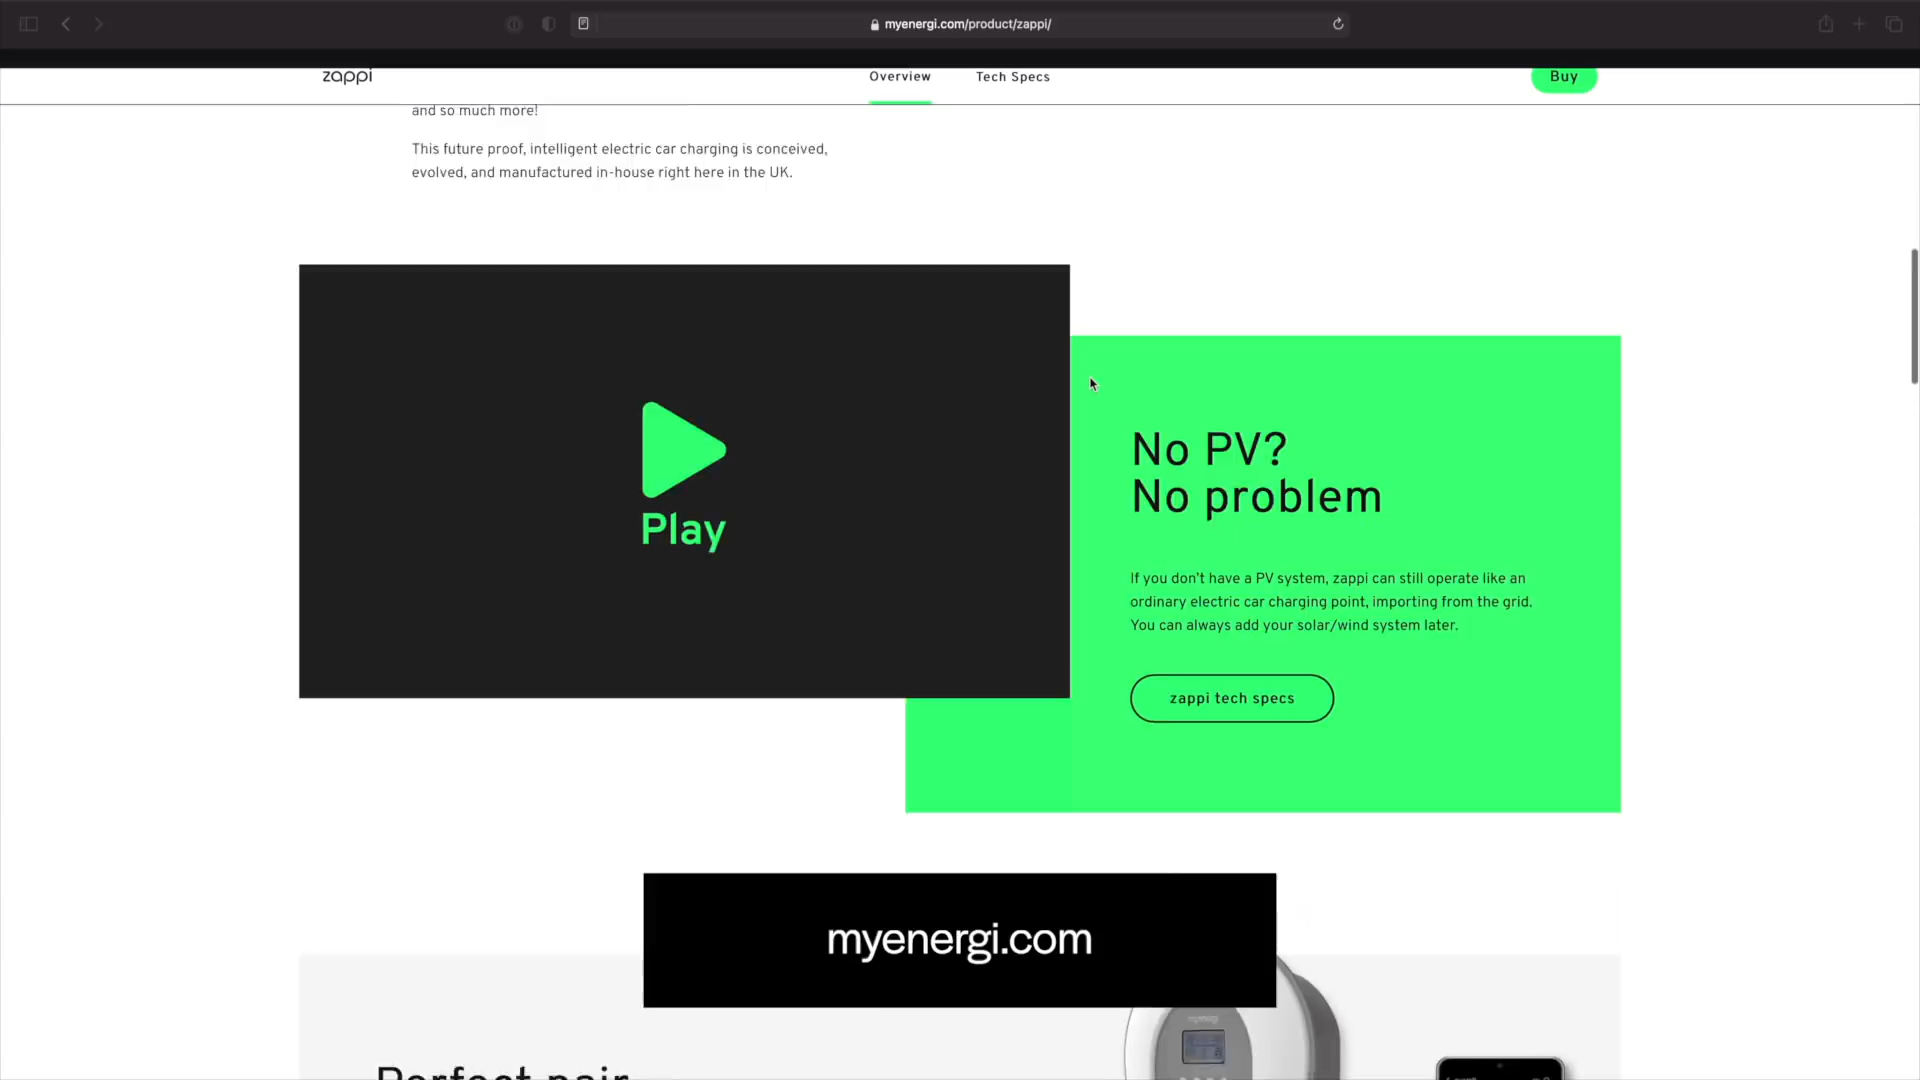 myenergi.com/product/zappi/
zappi
Overview
Tech Specs
Buy
and so much more!
This future proof, intelligent electric car charging is conceived,
evolved, and manufactured in-house right here in the UK.
Play
No PV?
No problem
If you don't have a PV system, zappi can still operate like an
ordinary electric car charging point, importing from the grid.
You can always add your solar/wind system later.
zappi tech specs
myenergi.com
Perfect pair